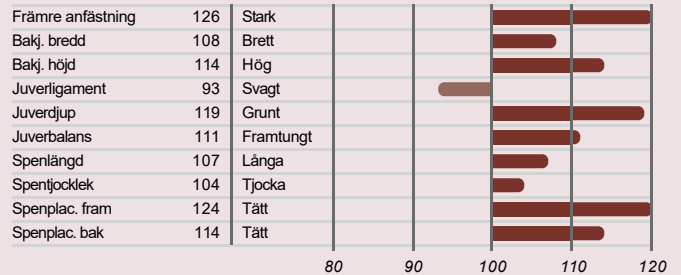 Främre anfästning 126 Stark
Bakj. bredd 108 Brett
Bakj. höjd 114 Hög
Juverligament 93 Svagt
Juverdjup 119 Grunt
Juverbalans 111 Framtungt
Spenlängd 107 Långa
Spentjocklek 104 Tjocka
Spenplac. fram 124 Tätt
Spenplac. bak 114 Tätt
80 90 100 110 120